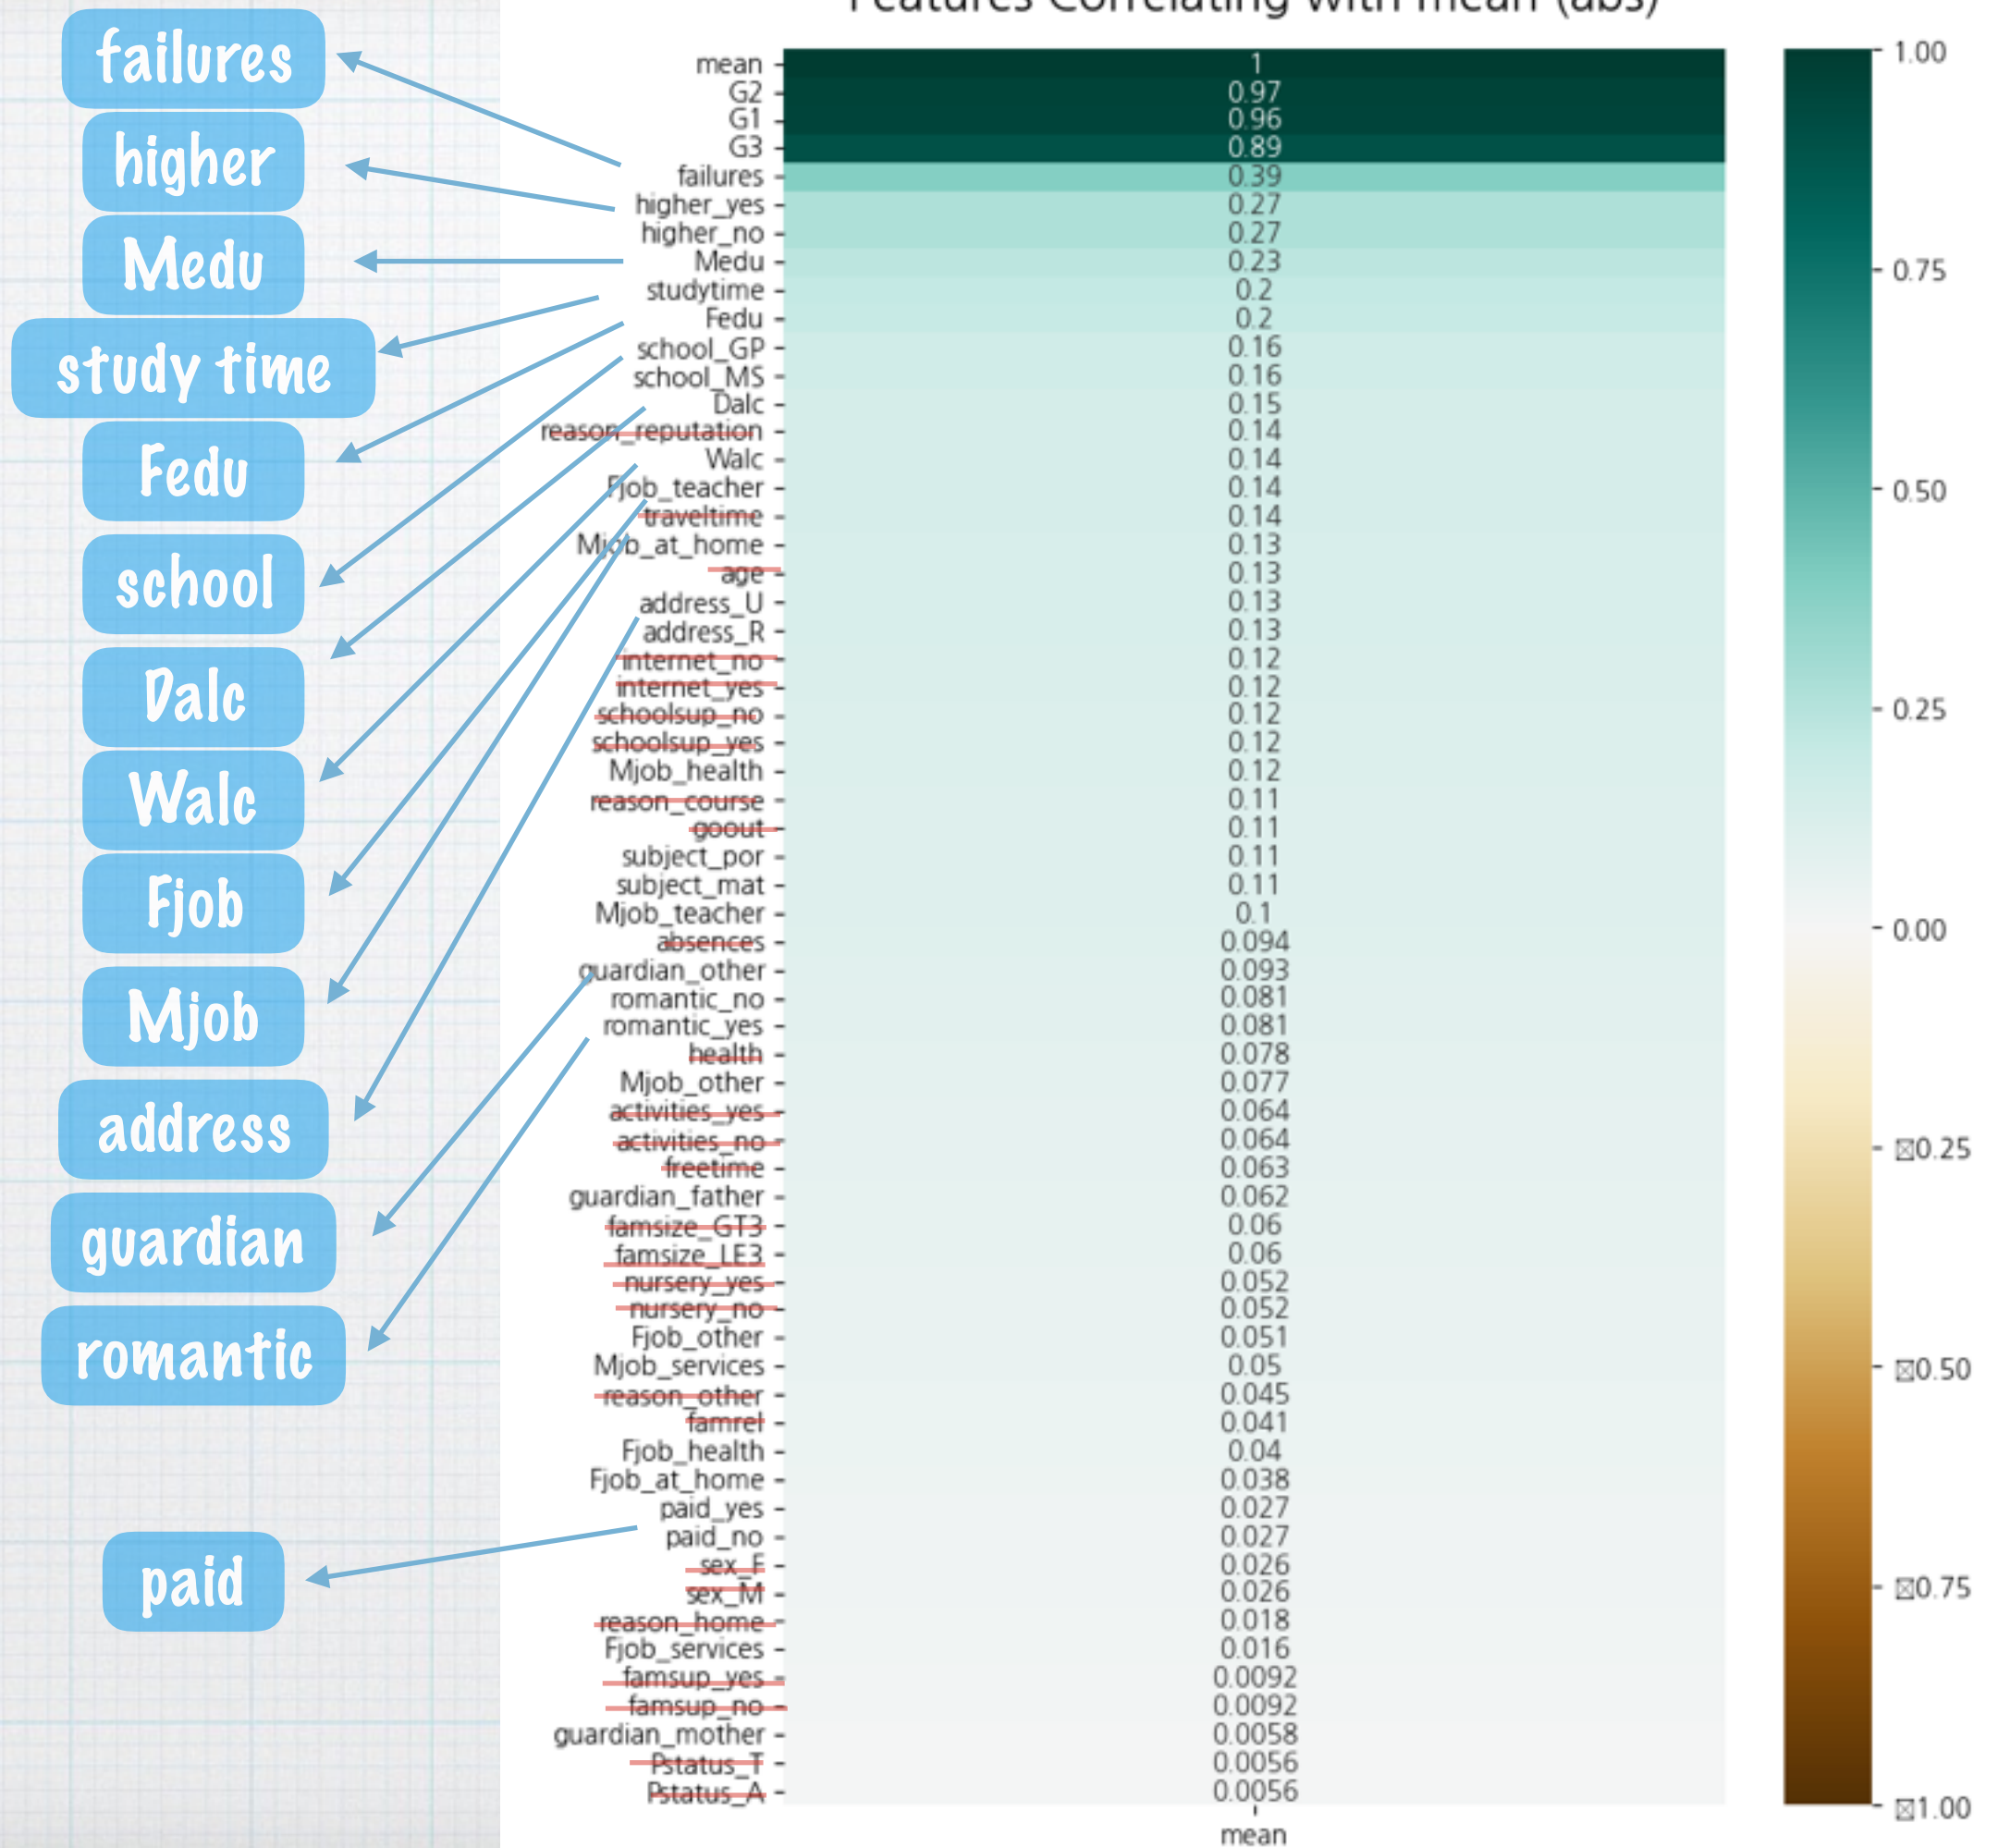 Features Correlating with mean (abs)
failures
higher
Medu
study time
Fedu
school
Dalc
Walc
Fjob
Mjob
address
guardian
romantic
paid
mean 1
G2 0.97
G1 0.96
G3 0.89
failures 0.39
higher_yes 0.27
higher_no 0.27
Medu 0.23
studytime 0.2
Fedu 0.2
school_GP 0.16
school_MS 0.16
Dalc 0.15
reason_reputation 0.14
Walc 0.14
Fjob_teacher 0.14
traveltime 0.14
Mjob_at_home 0.13
age 0.13
address_U 0.13
address_R 0.13
internet_no 0.12
internet_yes 0.12
schoolsup_no 0.12
schoolsup_yes 0.12
Mjob_health 0.12
reason_course 0.11
goout 0.11
subject_por 0.11
subject_mat 0.11
Mjob_teacher 0.1
absences 0.094
guardian_other 0.093
romantic_no 0.081
romantic_yes 0.081
health 0.078
Mjob_other 0.077
activities_yes 0.064
activities_no 0.064
freetime 0.063
guardian_father 0.062
famsize_GT3 0.06
famsize_LE3 0.06
nursery_yes 0.052
nursery_no 0.052
Fjob_other 0.051
Mjob_services 0.05
reason_other 0.045
famrel 0.041
Fjob_health 0.04
Fjob_at_home 0.038
paid_yes 0.027
paid_no 0.027
sex_F 0.026
sex_M 0.026
reason_home 0.018
Fjob_services 0.016
famsup_yes 0.0092
famsup_no 0.0092
guardian_mother 0.0058
Pstatus_T 0.0056
Pstatus_A 0.0056
mean
1.00
0.75
0.50
0.25
0.00
☒0.25
☒0.50
☒0.75
☒1.00